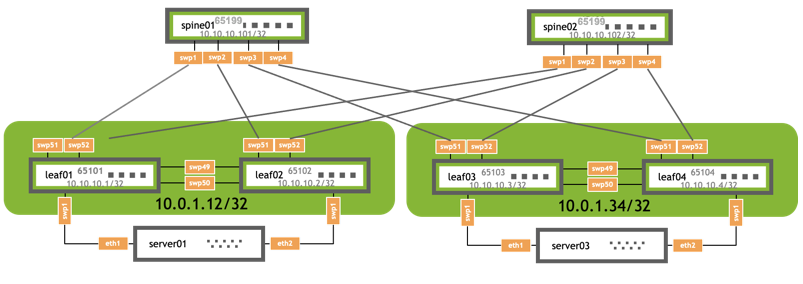 spine01 65199
10.10.10.101/32
swp1 swp2 swp3 swp4
spine02 65199
10.10.10.102/32
swp1 swp2 swp3 swp4
swp51 swp52
swp51 swp52
leaf01 65101
10.10.10.1/32
swp49
swp50
leaf02 65102
10.10.10.2/32
10.0.1.12/32
swp1
swp1
eth1
server01
eth2
swp51 swp52
swp51 swp52
leaf03 65103
10.10.10.3/32
swp49
swp50
leaf04 65104
10.10.10.4/32
10.0.1.34/32
swp1
swp1
eth1
server03
eth2